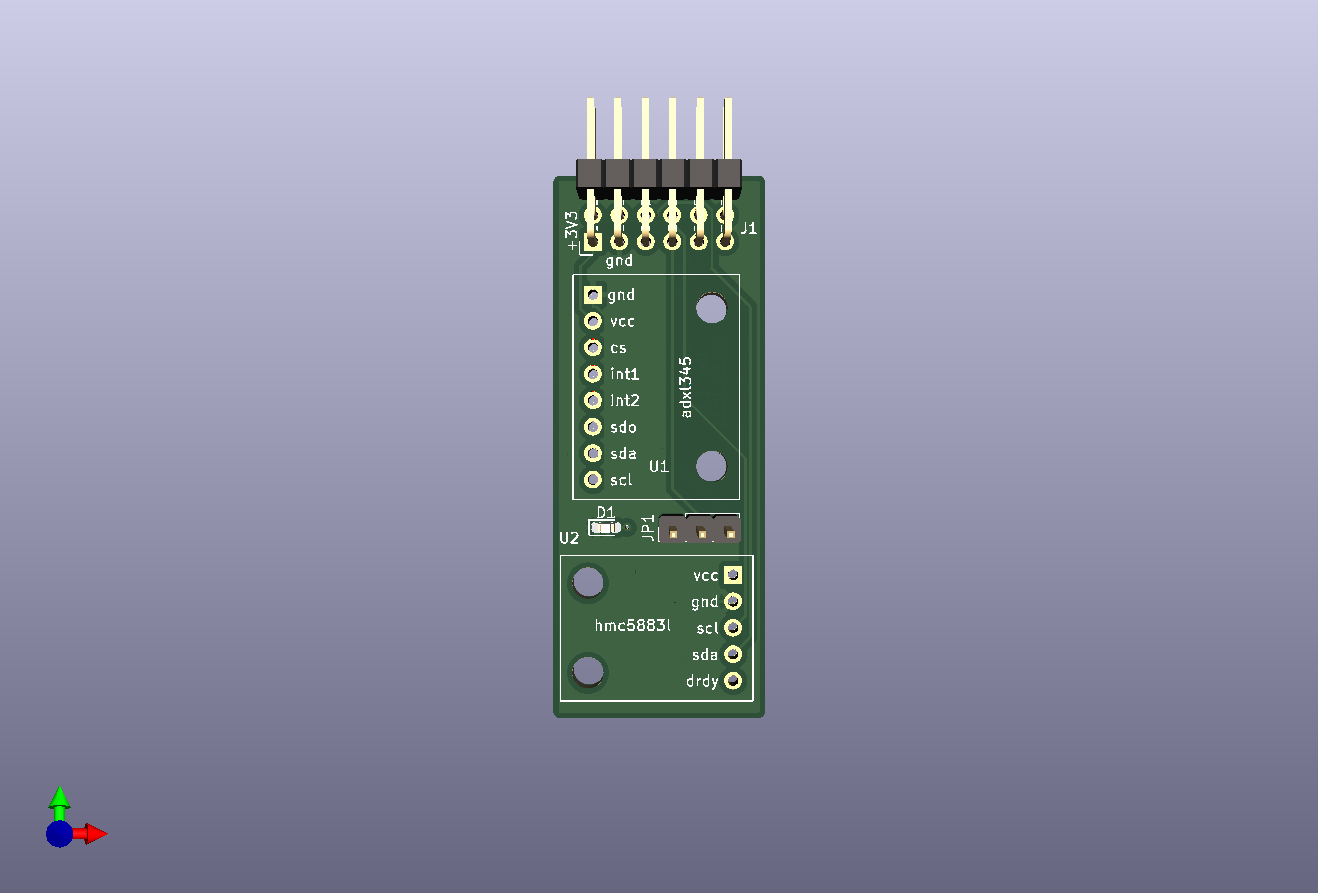 +3V3
J1
gnd
gnd
vcc
cs
int1
int2
sdo
sda
scl
adxl345
U1
D1
JP1
U2
vcc
gnd
scl
sda
drdy
hmc5883l